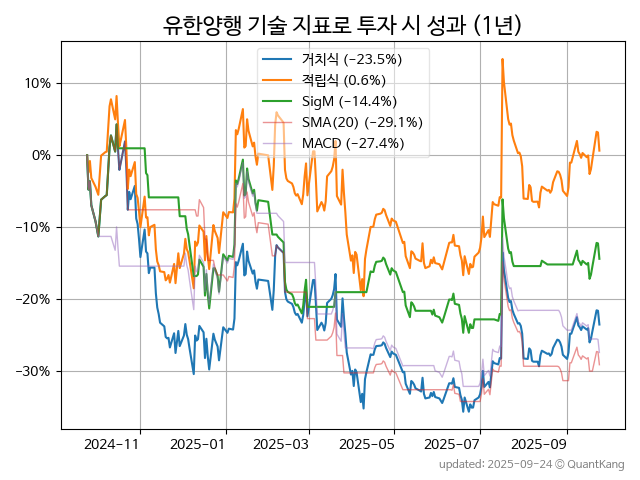 유한양행 기술 지표로 투자 시 성과 (1년)
거치식 (−23.5%)
적립식 (0.6%)
SigM (−14.4%)
SMA(20) (−29.1%)
MACD (−27.4%)
10%
0%
−10%
−20%
−30%
2024-11 2025-01 2025-03 2025-05 2025-07 2025-09
updated: 2025-09-24 © QuantKang